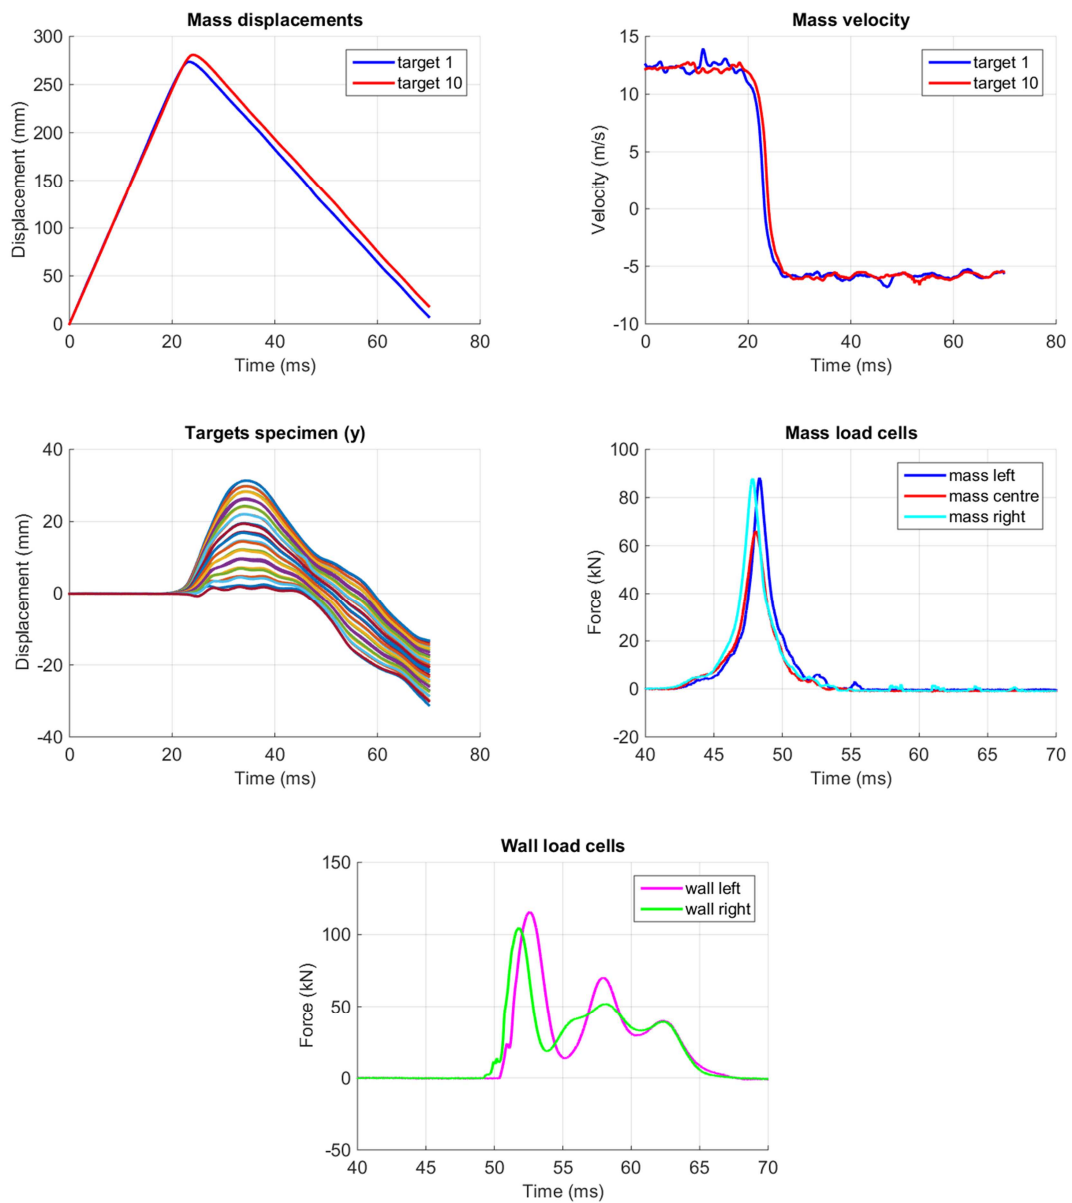 Mass displacements
300
250
200
150
100
50
0
0 20 40 60 80
Displacement (mm)
Time (ms)
target 1
target 10
Mass velocity
15
10
5
0
-5
-10
0 20 40 60 80
Velocity (m/s)
Time (ms)
target 1
target 10
Targets specimen (y)
40
20
0
-20
-40
0 20 40 60 80
Displacement (mm)
Time (ms)
Mass load cells
100
80
60
40
20
0
-20
40 45 50 55 60 65 70
Force (kN)
Time (ms)
mass left
mass centre
mass right
Wall load cells
150
100
50
0
-50
40 45 50 55 60 65 70
Force (kN)
Time (ms)
wall left
wall right